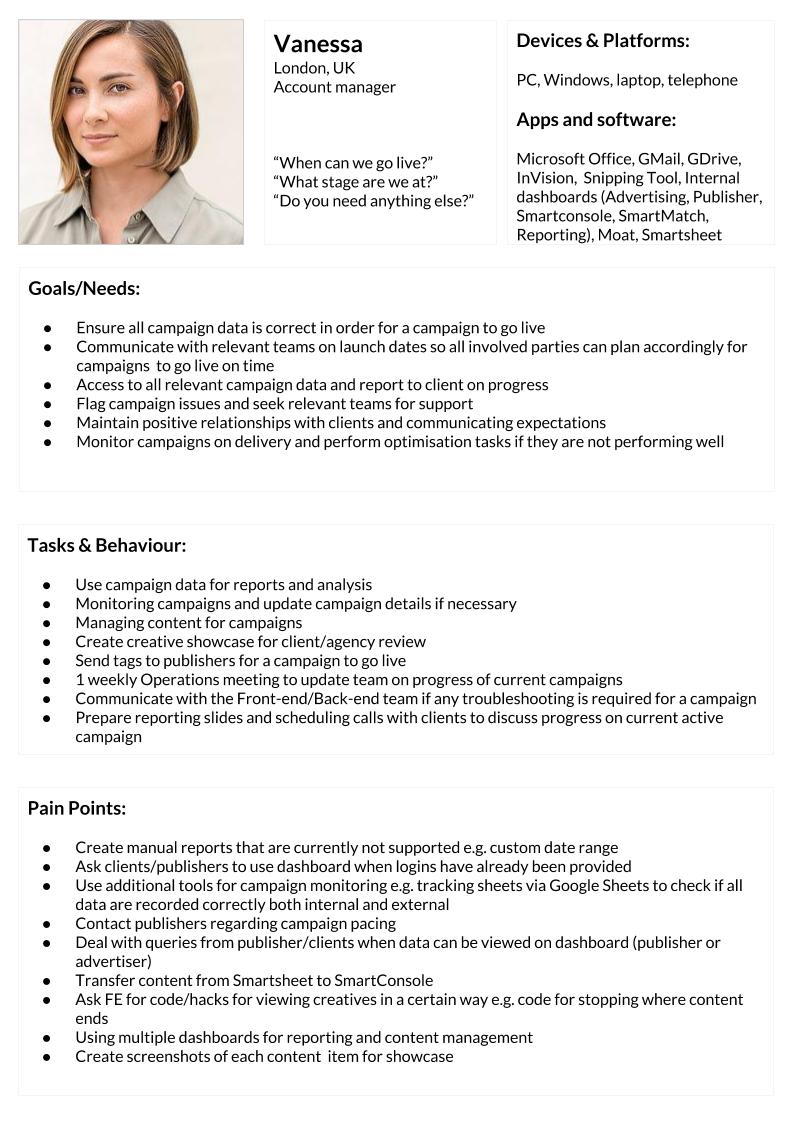 Vanessa
London, UK
Account manager
“When can we go live?”
“What stage are we at?”
“Do you need anything else?”
Devices & Platforms:
PC, Windows, laptop, telephone
Apps and software:
Microsoft Office, GMail, GDrive,
InVision, Snipping Tool, Internal
dashboards (Advertising, Publisher,
Smartconsole, SmartMatch,
Reporting), Moat, Smartsheet
Goals/Needs:
● Ensure all campaign data is correct in order for a campaign to go live
● Communicate with relevant teams on launch dates so all involved parties can plan accordingly for
campaigns to go live on time
● Access to all relevant campaign data and report to client on progress
● Flag campaign issues and seek relevant teams for support
● Maintain positive relationships with clients and communicating expectations
● Monitor campaigns on delivery and perform optimisation tasks if they are not performing well
Tasks & Behaviour:
● Use campaign data for reports and analysis
● Monitoring campaigns and update campaign details if necessary
● Managing content for campaigns
● Create creative showcase for client/agency review
● Send tags to publishers for a campaign to go live
● 1 weekly Operations meeting to update team on progress of current campaigns
● Communicate with the Front-end/Back-end team if any troubleshooting is required for a campaign
● Prepare reporting slides and scheduling calls with clients to discuss progress on current active
campaign
Pain Points:
● Create manual reports that are currently not supported e.g. custom date range
● Ask clients/publishers to use dashboard when logins have already been provided
● Use additional tools for campaign monitoring e.g. tracking sheets via Google Sheets to check if all
data are recorded correctly both internal and external
● Contact publishers regarding campaign pacing
● Deal with queries from publisher/clients when data can be viewed on dashboard (publisher or
advertiser)
● Transfer content from Smartsheet to SmartConsole
● Ask FE for code/hacks for viewing creatives in a certain way e.g. code for stopping where content
ends
● Using multiple dashboards for reporting and content management
● Create screenshots of each content item for showcase